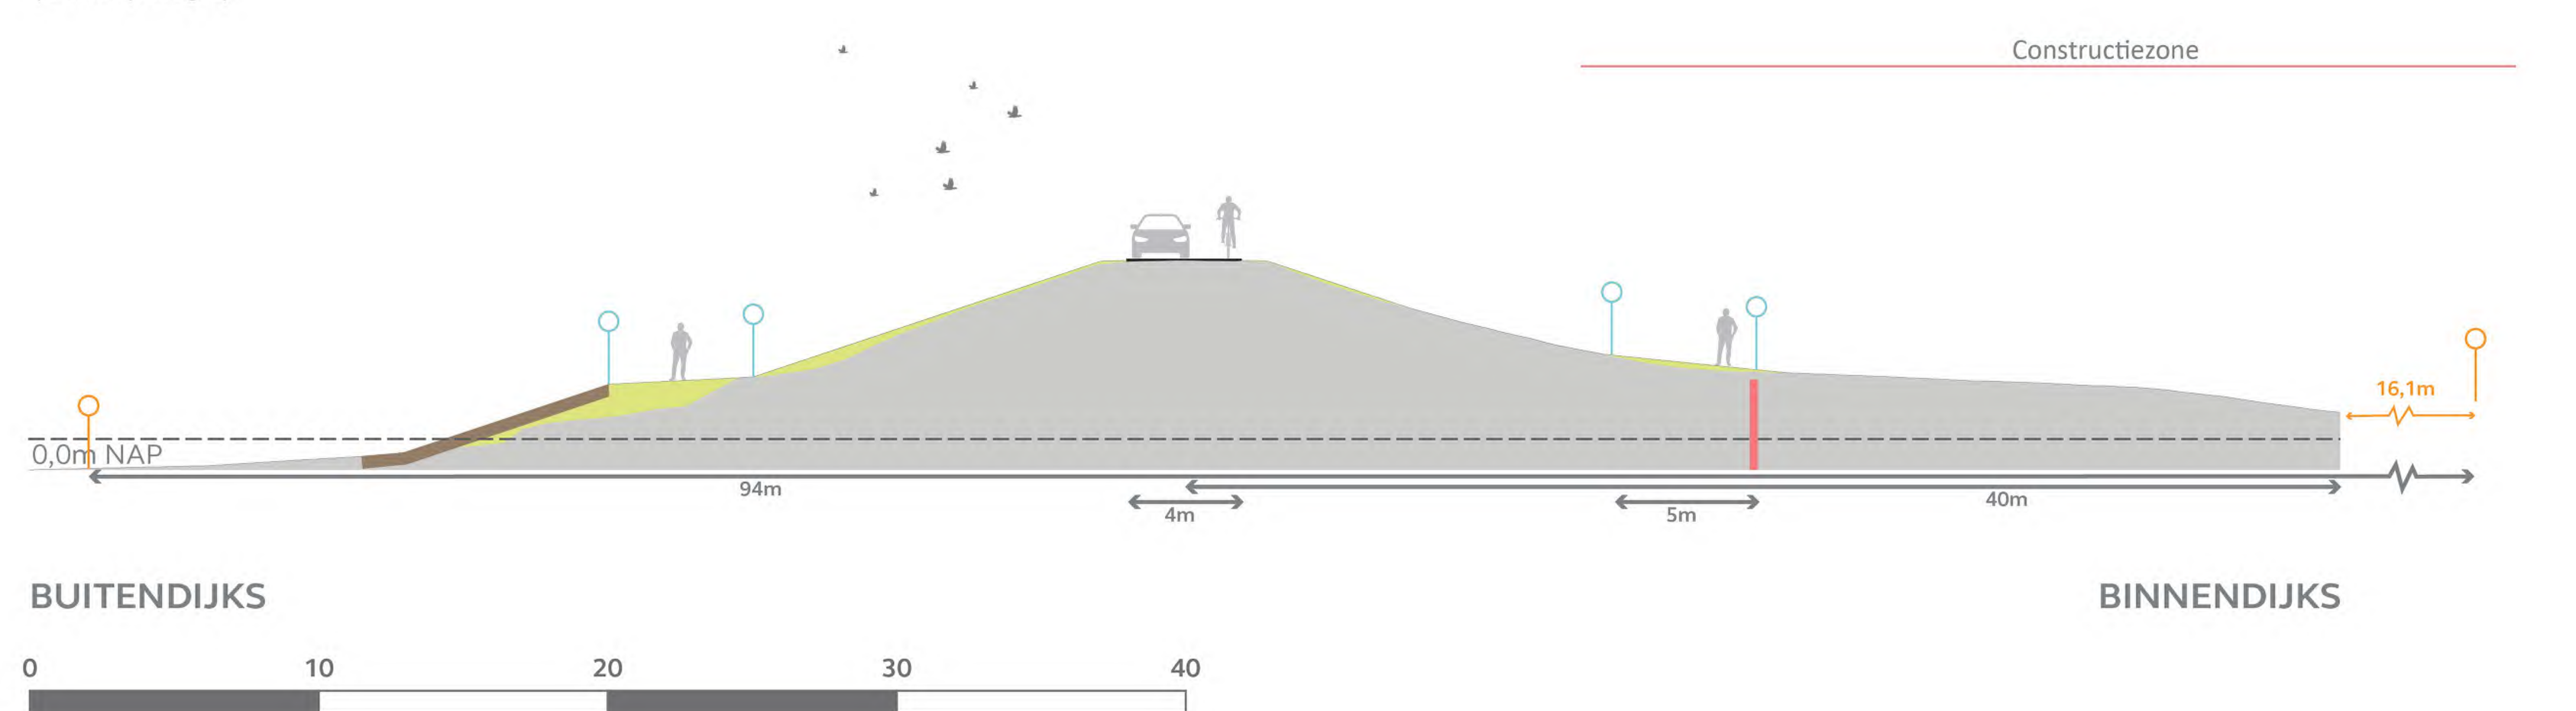 Constructiezone
16,1m
0,0m NAP
94m
40m
4m
5m
BUITENDIJKS
BINNENDIJKS
0 10 20 30 40